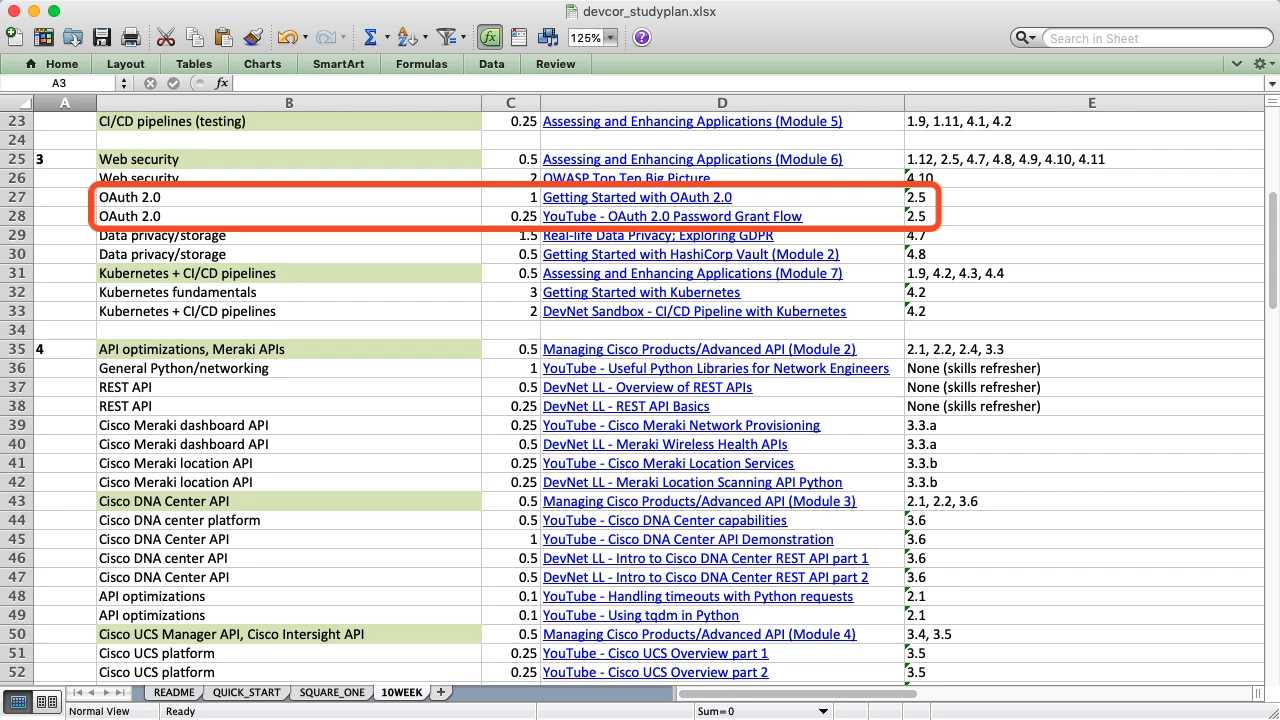 devcor_studyplan.xlsx
125% Search in Sheet
Home Layout Tables Charts SmartArt Formulas Data Review
A3 fx
A B C D E
23 CI/CD pipelines (testing) 0.25 Assessing and Enhancing Applications (Module 5) 1.9, 1.11, 4.1, 4.2
24
25 3 Web security 0.5 Assessing and Enhancing Applications (Module 6) 1.12, 2.5, 4.7, 4.8, 4.9, 4.10, 4.11
26 Web security 2 OWASP Top Ten Big Picture 4.10
27 OAuth 2.0 1 Getting Started with OAuth 2.0 2.5
28 OAuth 2.0 0.25 YouTube - OAuth 2.0 Password Grant Flow 2.5
29 Data privacy/storage 1.5 Real-life Data Privacy; Exploring GDPR 4.7
30 Data privacy/storage 0.5 Getting Started with HashiCorp Vault (Module 2) 4.8
31 Kubernetes + CI/CD pipelines 0.5 Assessing and Enhancing Applications (Module 7) 1.9, 4.2, 4.3, 4.4
32 Kubernetes fundamentals 3 Getting Started with Kubernetes 4.2
33 Kubernetes + CI/CD pipelines 2 DevNet Sandbox - CI/CD Pipeline with Kubernetes 4.2
34
35 4 API optimizations, Meraki APIs 0.5 Managing Cisco Products/Advanced API (Module 2) 2.1, 2.2, 2.4, 3.3
36 General Python/networking 1 YouTube - Useful Python Libraries for Network Engineers None (skills refresher)
37 REST API 0.5 DevNet LL - Overview of REST APIs None (skills refresher)
38 REST API 0.25 DevNet LL - REST API Basics None (skills refresher)
39 Cisco Meraki dashboard API 0.25 YouTube - Cisco Meraki Network Provisioning 3.3.a
40 Cisco Meraki dashboard API 0.5 DevNet LL - Meraki Wireless Health APIs 3.3.a
41 Cisco Meraki location API 0.25 YouTube - Cisco Meraki Location Services 3.3.b
42 Cisco Meraki location API 0.25 DevNet LL - Meraki Location Scanning API Python 3.3.b
43 Cisco DNA Center API 0.5 Managing Cisco Products/Advanced API (Module 3) 2.1, 2.2, 3.6
44 Cisco DNA center platform 0.5 YouTube - Cisco DNA Center capabilities 3.6
45 Cisco DNA Center API 1 YouTube - Cisco DNA Center API Demonstration 3.6
46 Cisco DNA center API 0.5 DevNet LL - Intro to Cisco DNA Center REST API part 1 3.6
47 Cisco DNA Center API 0.5 DevNet LL - Intro to Cisco DNA Center REST API part 2 3.6
48 API optimizations 0.1 YouTube - Handling timeouts with Python requests 2.1
49 API optimizations 0.1 YouTube - Using tqdm in Python 2.1
50 Cisco UCS Manager API, Cisco Intersight API 0.5 Managing Cisco Products/Advanced API (Module 4) 3.4, 3.5
51 Cisco UCS platform 0.25 YouTube - Cisco UCS Overview part 1 3.5
52 Cisco UCS platform 0.25 YouTube - Cisco UCS Overview part 2 3.5
README QUICK_START SQUARE_ONE 10WEEK +
Normal View Ready Sum=0